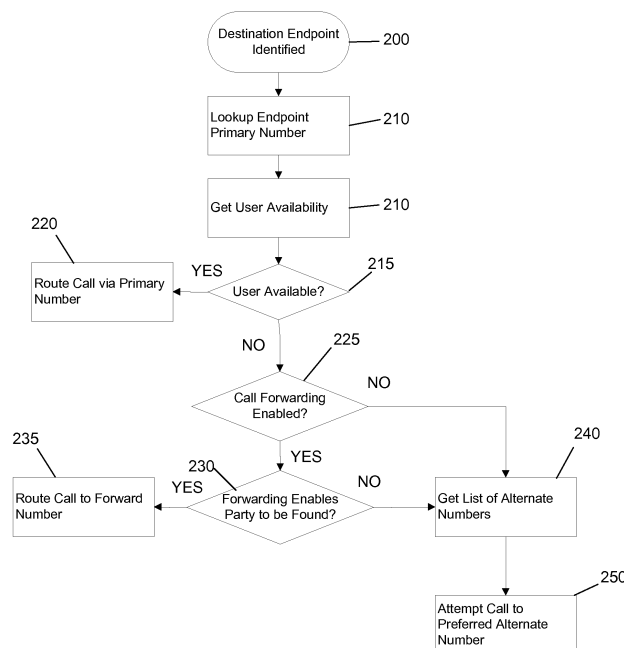 Destination Endpoint
Identified
200
Lookup Endpoint
Primary Number
210
Get User Availability
210
220
YES
215
Route Call via Primary
Number
User Available?
NO
225
NO
Call Forwarding
Enabled?
235
240
YES
230
YES
NO
Route Call to Forward
Number
Forwarding Enables
Party to be Found?
Get List of Alternate
Numbers
250
Attempt Call to
Preferred Alternate
Number